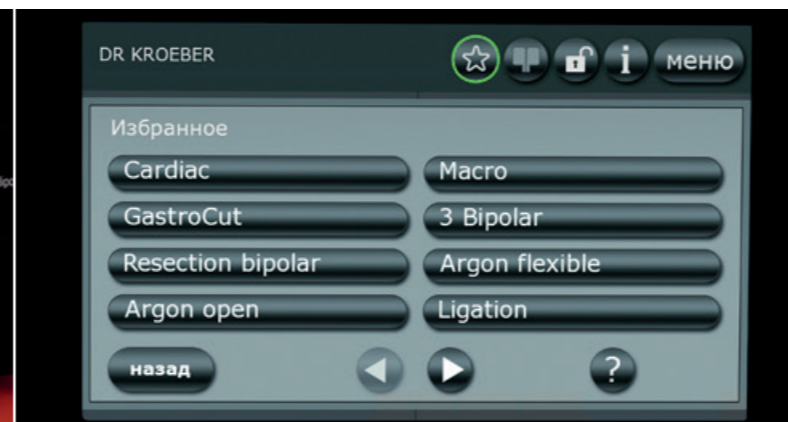 DR KROEBER
i
меню
Избранное
Cardiac
Macro
GastroCut
3 Bipolar
Resection bipolar
Argon flexible
Argon open
Ligation
назад
?